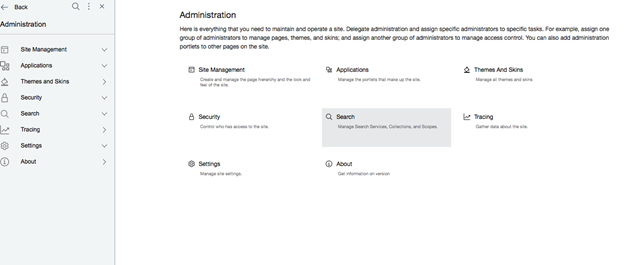 Back
Administration
Site Management
Applications
Themes and Skins
Security
Search
Tracing
Settings
About
Administration
Here is everything that you need to maintain and operate a site. Delegate administration and assign specific administrators to specific tasks. For example, assign one
group of administrators to manage pages, themes, and skins; and assign another group of administrators to manage access control. You can also add administration
portlets to other pages on the site.
Site Management
Create and manage the page hierarchy and the look and
feel of the site.
Applications
Manage the portlets that make up the site.
Themes And Skins
Manage all themes and skins
Security
Control who has access to the site.
Search
Manage Search Services, Collections, and Scopes.
Tracing
Gather data about the site.
Settings
Manage site settings.
About
Get information on version